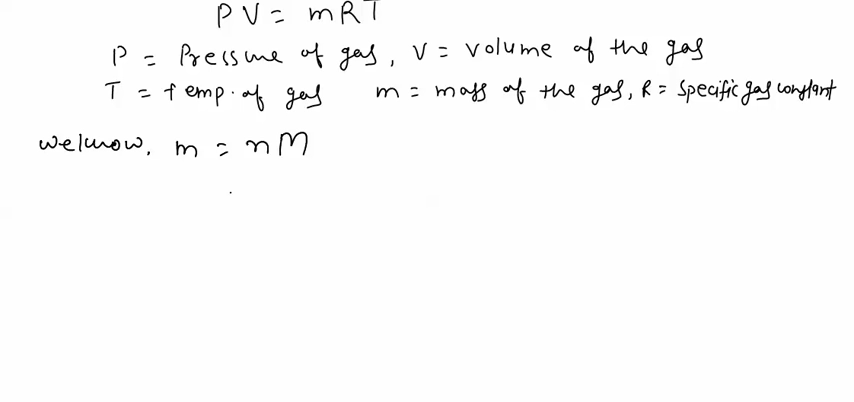 PV = mRT
P = Pressure of gas, V = volume of the gas
T = temp. of gas m = mass of the gas, R = specific gas constant
we know, m = nM